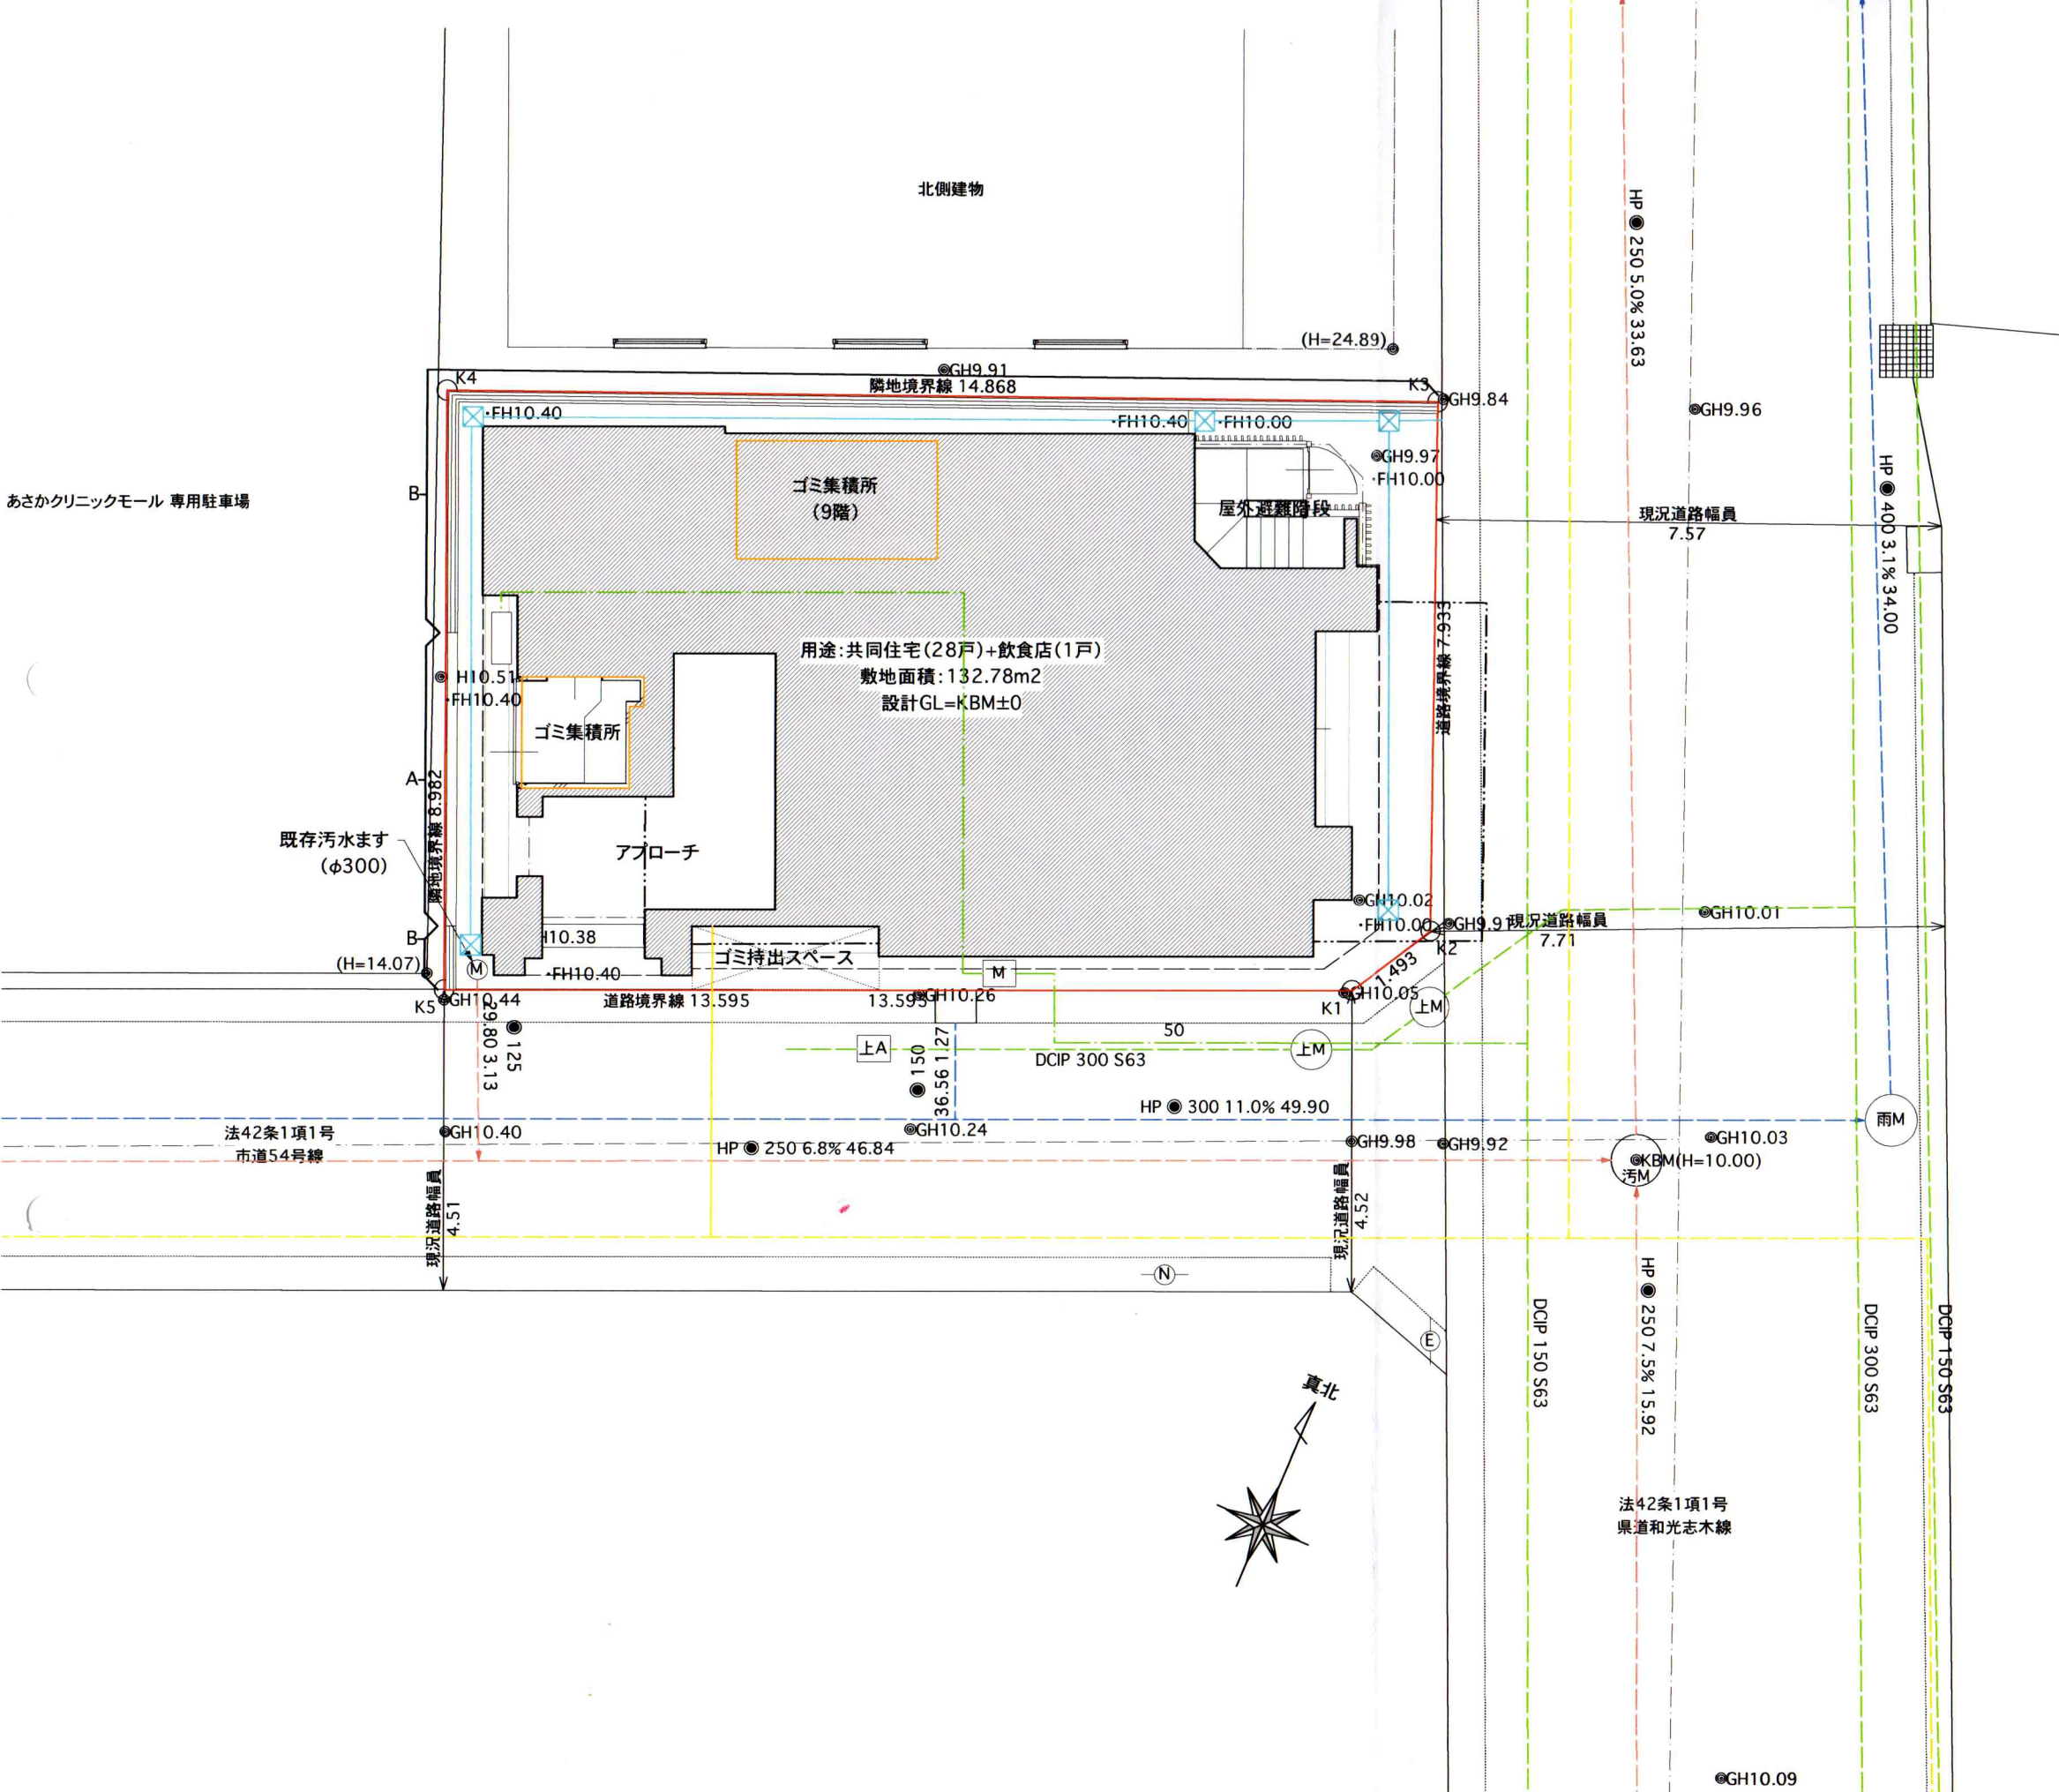 北側建物
HP ◉ 250 5.0% 33.63
(H=24.89)
GH9.91
隣地境界線 14.868
K4
K3
GH9.84
GH9.96
・FH10.40
・FH10.40
・FH10.00
GH9.97
・FH10.00
HP ◉ 400 3.1% 34.00
あさかクリニックモール 専用駐車場
B
ゴミ集積所
(9階)
屋外避難階段
現況道路幅員
7.57
用途:共同住宅(28戸)+飲食店(1戸)
敷地面積:132.78m2
設計GL=KBM±0
道路境界線 7.933
H10.51
・FH10.40
ゴミ集積所
A
隣地境界線 8.982
既存汚水ます
(φ300)
アプローチ
GH10.02
・FH10.00
GH9.91
現況道路幅員
7.71
GH10.01
K2
B
H10.38
(H=14.07)
M
・FH10.40
ゴミ持出スペース
M
1.493
K5
GH10.44
道路境界線 13.595
13.595
GH10.26
K1
GH10.05
上M
29.80 3.13
◉ 125
50
上A
上M
DCIP 300 S63
◉ 150
36.56 1.27
HP ◉ 300 11.0% 49.90
雨M
法42条1項1号
市道54号線
GH10.40
GH10.24
HP ◉ 250 6.8% 46.84
GH9.98
GH9.92
GH10.03
KBM(H=10.00)
汚M
現況道路幅員
4.51
現況道路幅員
4.52
N
E
HP ◉ 250 7.5% 15.92
DCIP 150 S63
DCIP 300 S63
DCIP 150 S63
真北
法42条1項1号
県道和光志木線
GH10.09